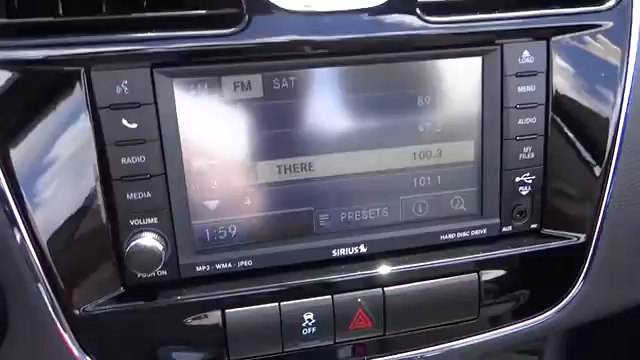 AM FM SAT
89
97.
THERE 100.3
101.1
PRESETS
1:59
SIRIUS
HARD DISC DRIVE
MP3 · WMA · JPEG
RADIO
MEDIA
VOLUME
PUSH ON
LOAD
MENU
AUDIO
MY
FILES
PULL
AUX
OFF